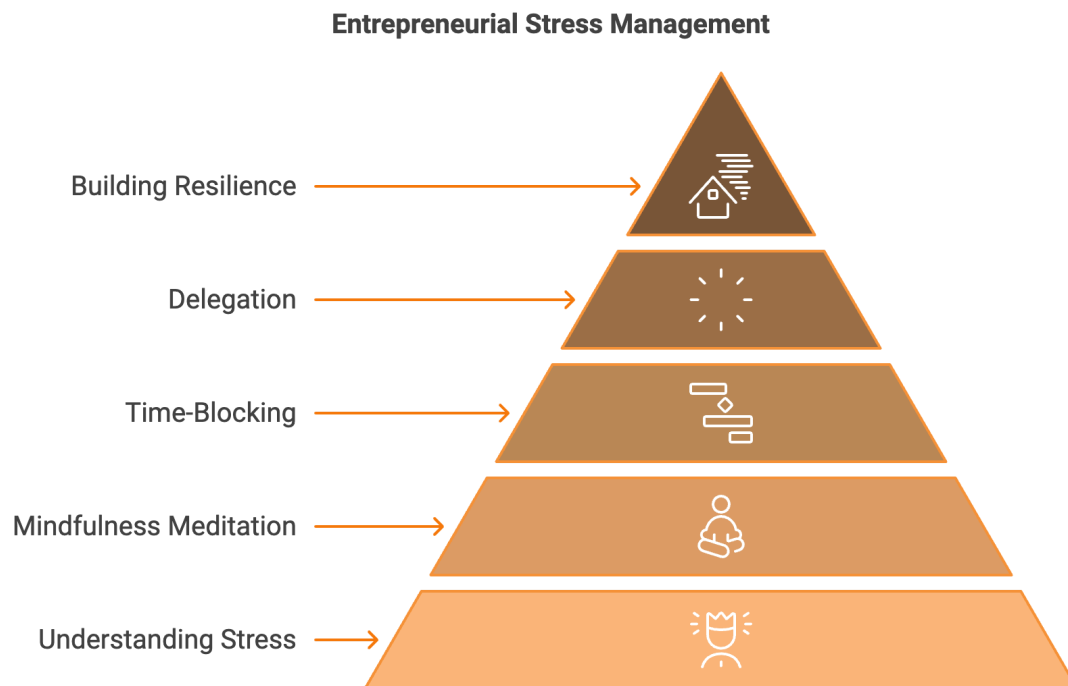 Entrepreneurial Stress Management
Building Resilience
Delegation
Time-Blocking
Mindfulness Meditation
Understanding Stress